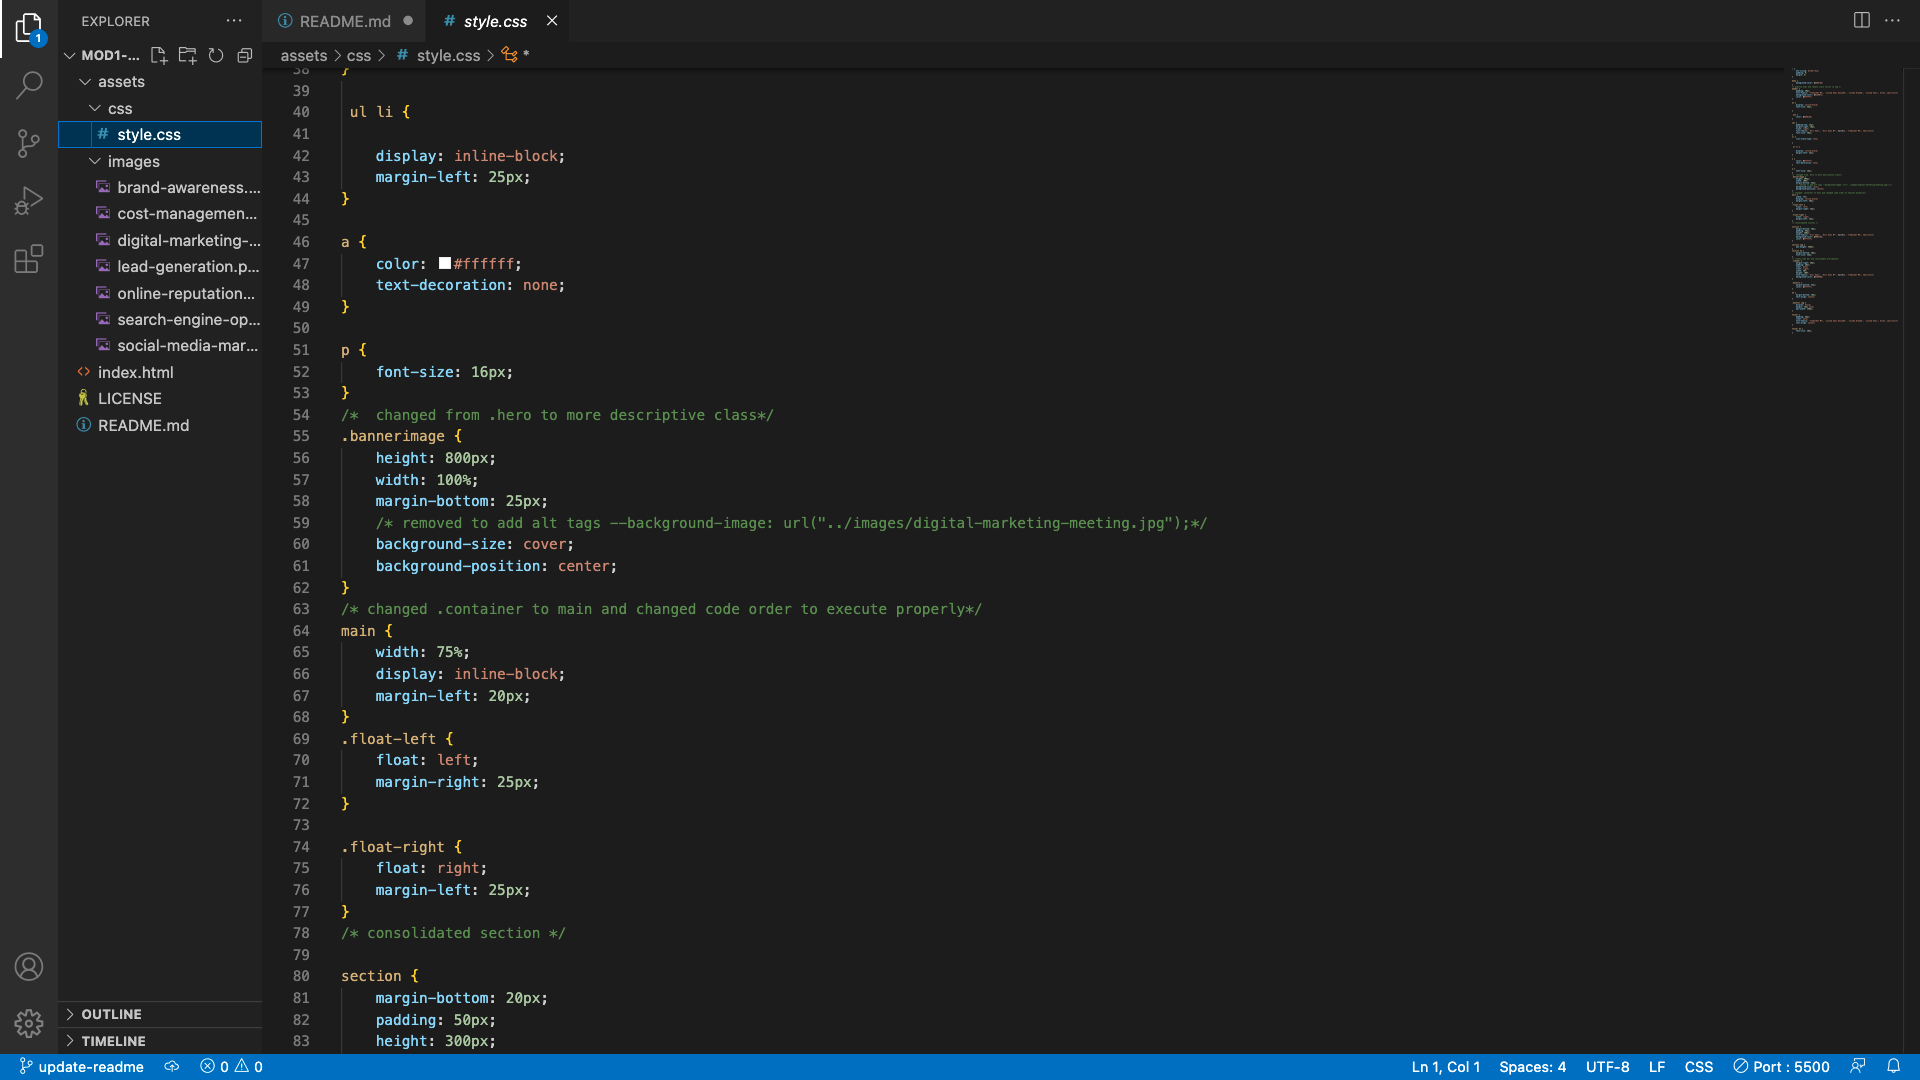 EXPLORER
MOD1-...
assets
css
# style.css
images
brand-awareness....
cost-managemen...
digital-marketing-...
lead-generation.p...
online-reputation...
search-engine-op...
social-media-mar...
index.html
LICENSE
README.md
OUTLINE
TIMELINE
README.md
# style.css
assets > css > # style.css > *
38 }
39
40 ul li {
41
42 display: inline-block;
43 margin-left: 25px;
44 }
45
46 a {
47 color: #ffffff;
48 text-decoration: none;
49 }
50
51 p {
52 font-size: 16px;
53 }
54 /*  changed from .hero to more descriptive class*/
55 .bannerimage {
56 height: 800px;
57 width: 100%;
58 margin-bottom: 25px;
59 /* removed to add alt tags --background-image: url("../images/digital-marketing-meeting.jpg");*/
60 background-size: cover;
61 background-position: center;
62 }
63 /* changed .container to main and changed code order to execute properly*/
64 main {
65 width: 75%;
66 display: inline-block;
67 margin-left: 20px;
68 }
69 .float-left {
70 float: left;
71 margin-right: 25px;
72 }
73
74 .float-right {
75 float: right;
76 margin-left: 25px;
77 }
78 /* consolidated section */
79
80 section {
81 margin-bottom: 20px;
82 padding: 50px;
83 height: 300px;
1
update-readme
0 0
Ln 1, Col 1
Spaces: 4
UTF-8
LF
CSS
Port : 5500